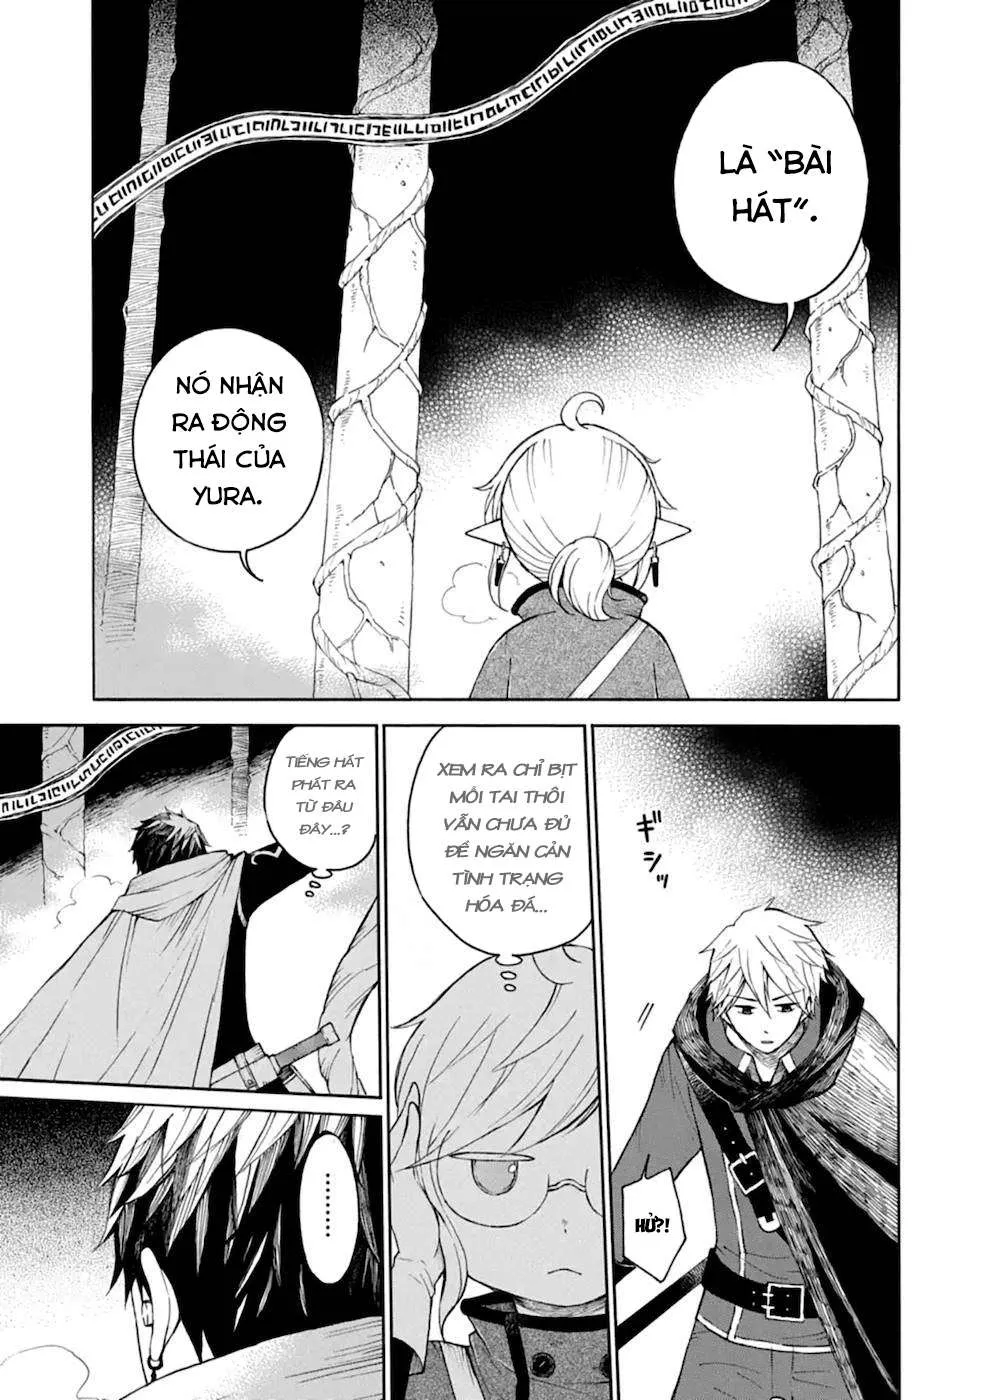 LÀ “BÀI
HÁT”.
NÓ NHẬN
RA ĐỘNG
THÁI CỦA
YURA.
ギシッ
HỬ?!
XEM RA CHỈ BỊT
MỖI TAI THÔI
VẪN CHƯA ĐỦ
ĐỂ NGĂN CẢN
TÌNH TRẠNG
HÓA ĐÁ...
TIẾNG HÁT
PHÁT RA
TỪ ĐÂU
ĐÂY...?
.........